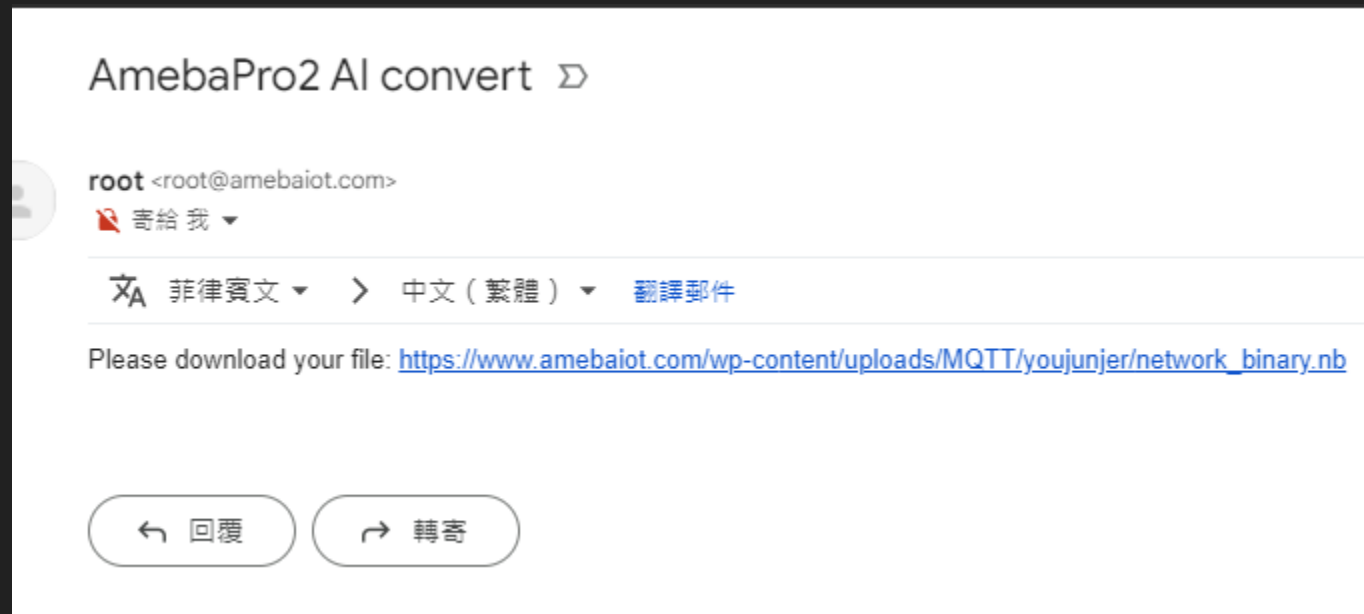 AmebaPro2 AI convert
root <root@amebaiot.com>
寄給 我
菲律賓文 中文（繁體） 翻譯郵件
Please download your file: https://www.amebaiot.com/wp-content/uploads/MQTT/youjunjer/network_binary.nb
回覆 轉寄